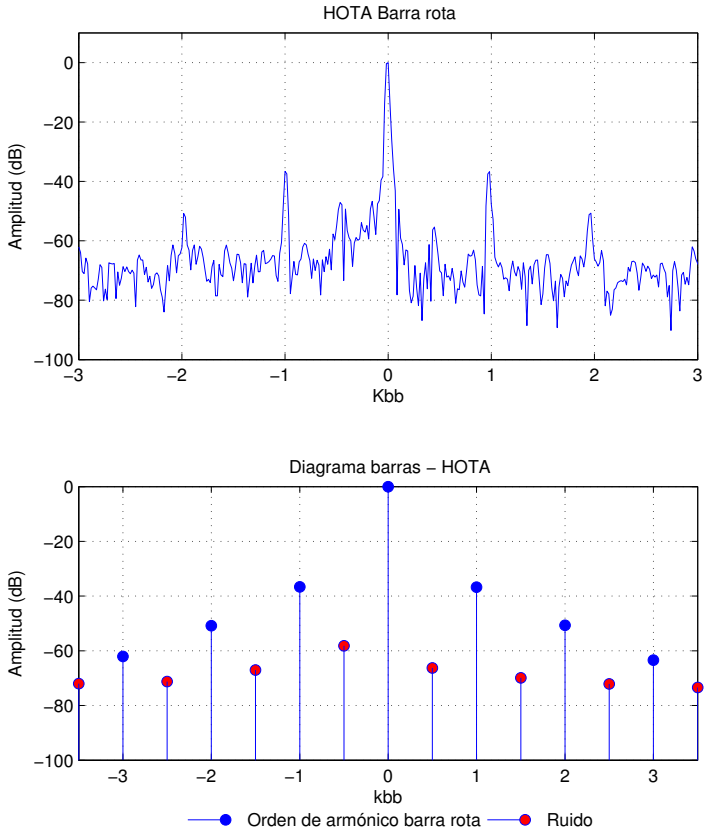 HOTA Barra rota
Amplitud (dB)
0
−20
−40
−60
−80
−100
−3 −2 −1 0 1 2 3
Kbb
Diagrama barras − HOTA
Amplitud (dB)
0
−20
−40
−60
−80
−100
−3 −2 −1 0 1 2 3
kbb
Orden de armónico barra rota Ruido